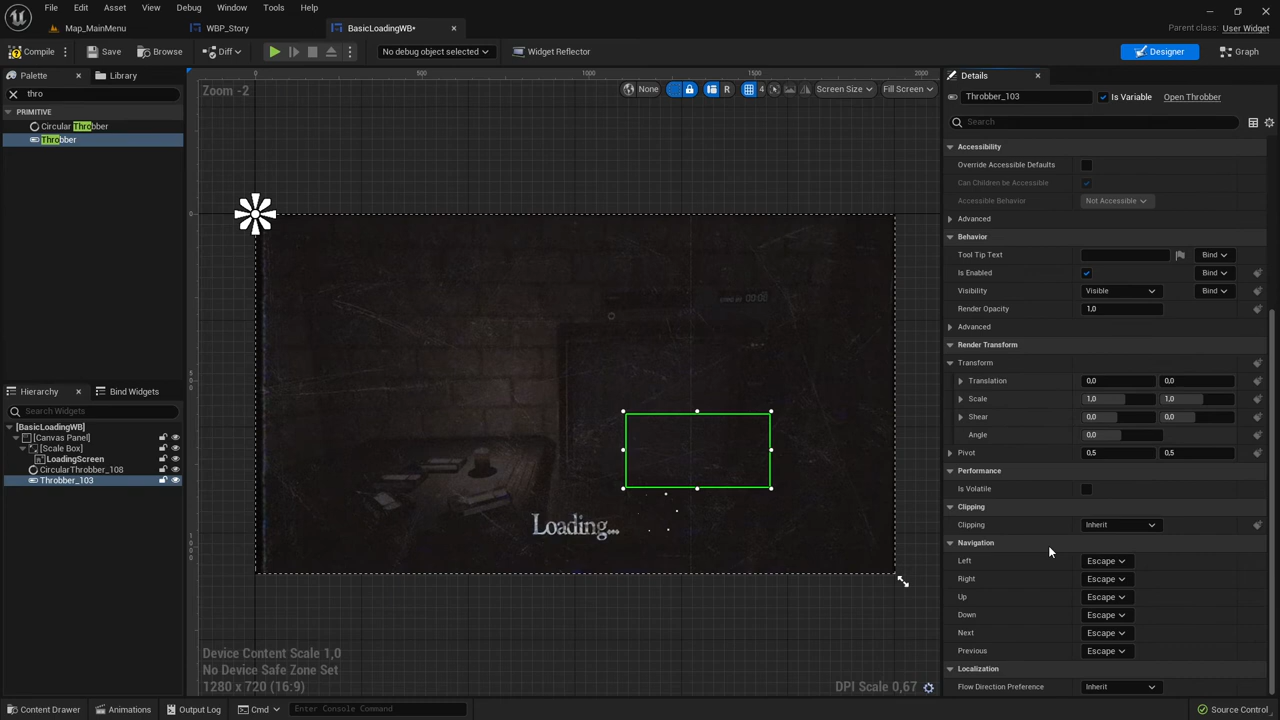 File Edit Asset View Debug Window Tools Help
Map_MainMenu WBP_Story BasicLoadingWB*
Parent class: User Widget
Compile Save Browse Diff No debug object selected Widget Reflector Designer Graph
Palette Library
thro
PRIMITIVE
Circular Throbber
Throbber
Hierarchy Bind Widgets
Search Widgets
[BasicLoadingWB]
[Canvas Panel]
[Scale Box]
LoadingScreen
CircularThrobber_108
Throbber_103
0 500 1000 1500 2000
Zoom -2
None R 4 Screen Size Fill Screen
0
5
0
0
1
0
0
0
Loading...
Device Content Scale 1,0
No Device Safe Zone Set
1280 x 720 (16:9)
DPI Scale 0,67
Details
Throbber_103 Is Variable Open Throbber
Search
Accessibility
Override Accessible Defaults
Can Children be Accessible
Accessible Behavior Not Accessible
Advanced
Behavior
Tool Tip Text Bind
Is Enabled Bind
Visibility Visible Bind
Render Opacity 1,0
Advanced
Render Transform
Transform
Translation 0,0 0,0
Scale 1,0 1,0
Shear 0,0 0,0
Angle 0,0
Pivot 0,5 0,5
Performance
Is Volatile
Clipping
Clipping Inherit
Navigation
Left Escape
Right Escape
Up Escape
Down Escape
Next Escape
Previous Escape
Localization
Flow Direction Preference Inherit
Content Drawer Animations Output Log Cmd Enter Console Command
Source Control